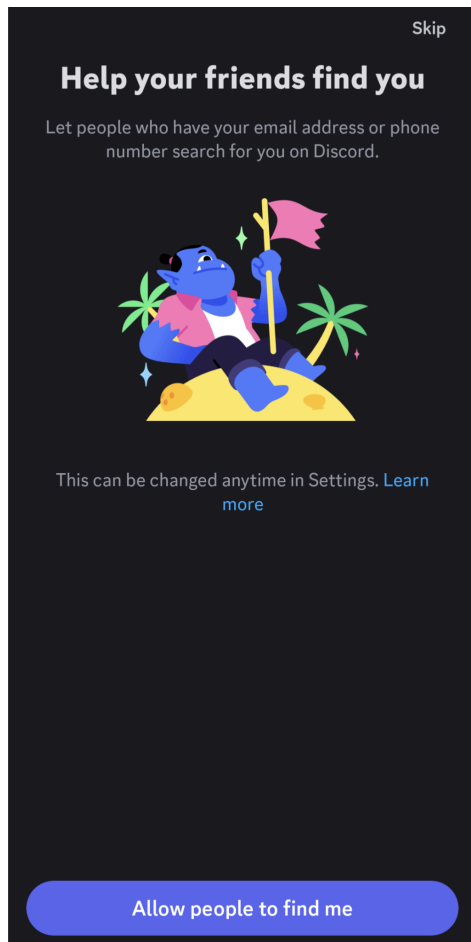 Skip
Help your friends find you
Let people who have your email address or phone
number search for you on Discord.
This can be changed anytime in Settings. Learn
more
Allow people to find me